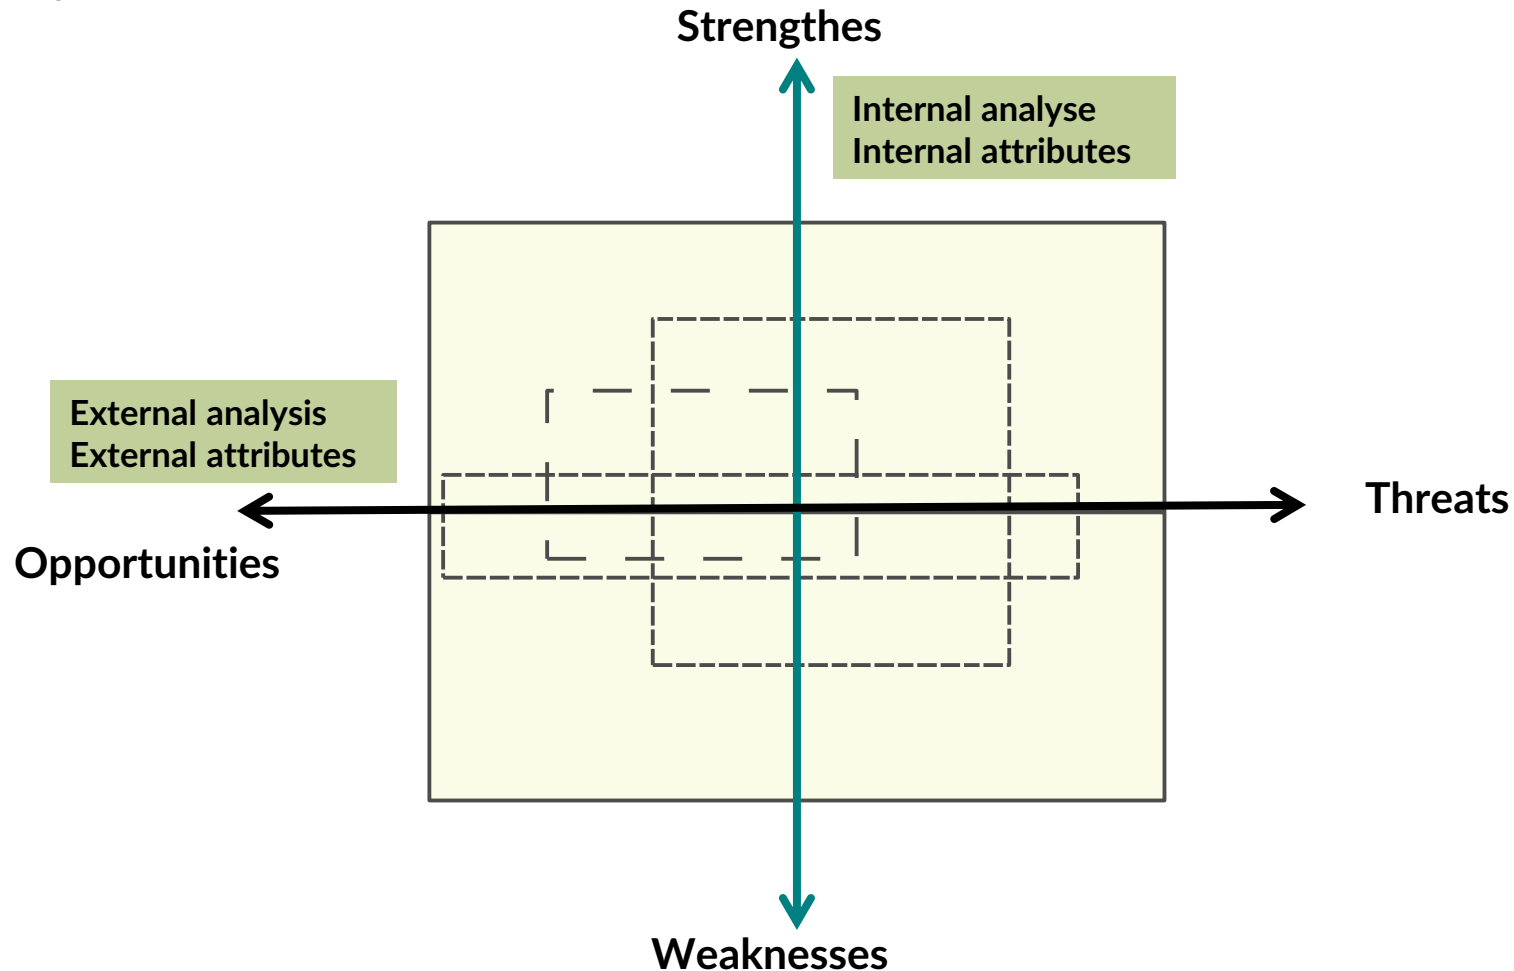 Strengthes
Internal analyse
Internal attributes
External analysis
External attributes
Threats
Opportunities
Weaknesses